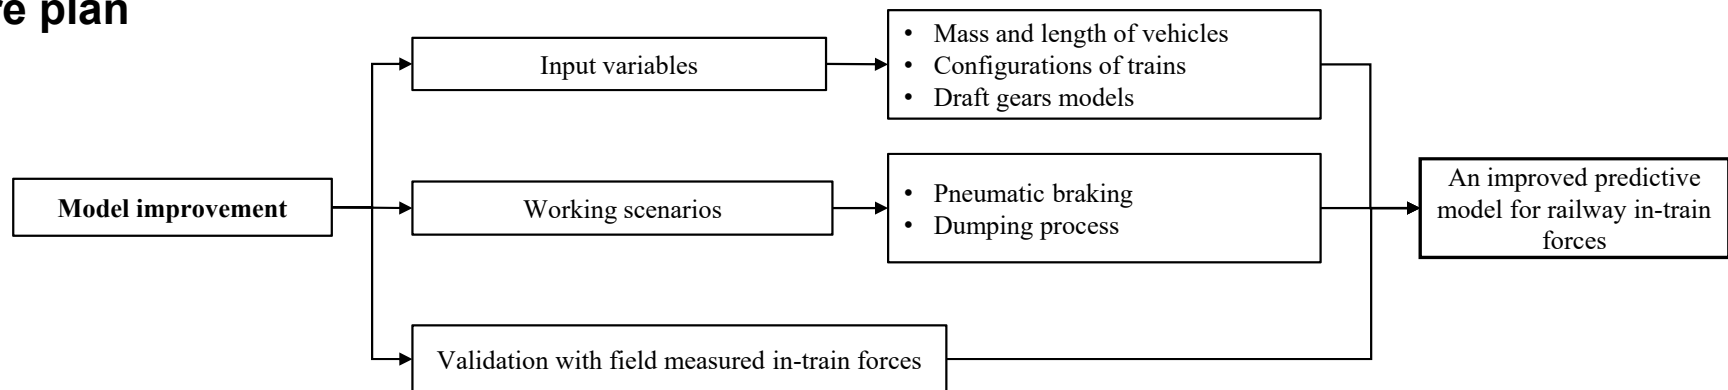 re plan
Input variables
• Mass and length of vehicles
• Configurations of trains
• Draft gears models
Model improvement
Working scenarios
• Pneumatic braking
• Dumping process
An improved predictive
model for railway in-train
forces
Validation with field measured in-train forces